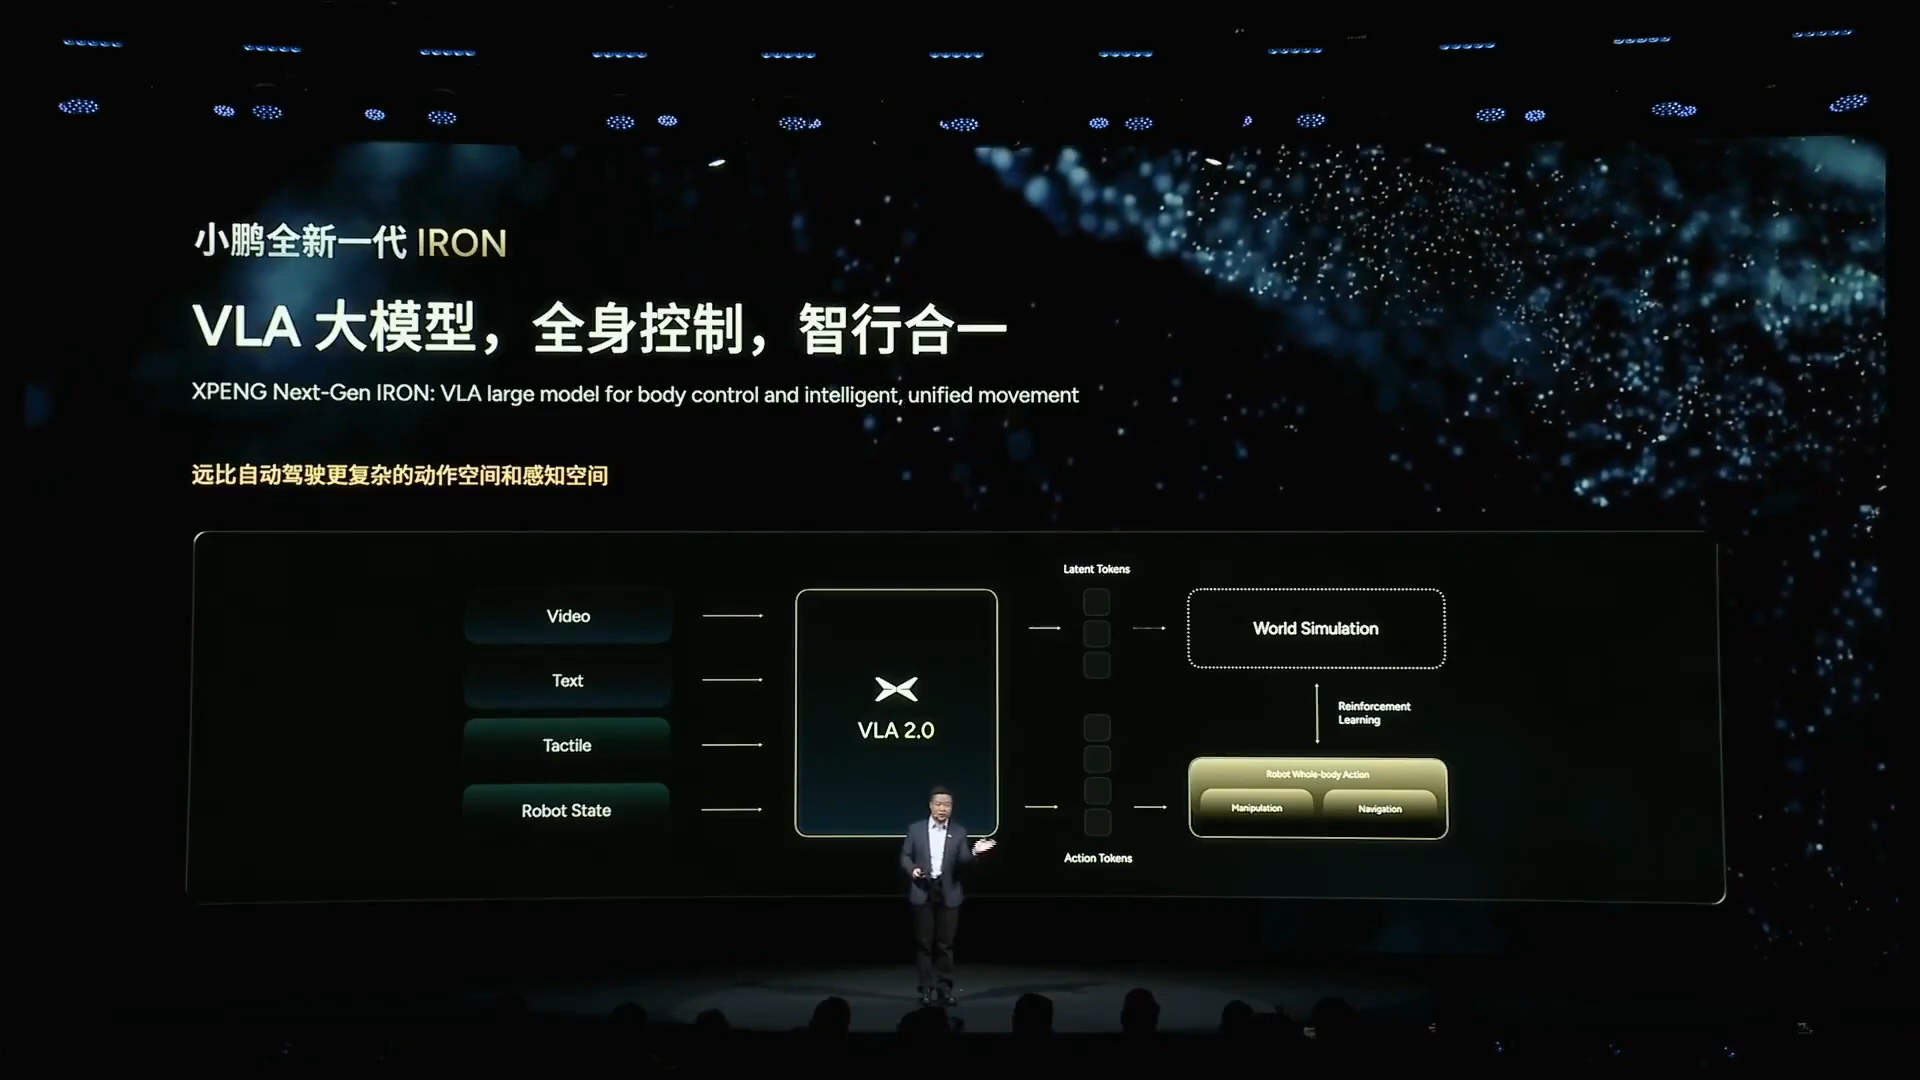 小鹏全新一代 IRON
VLA 大模型，全身控制，智行合一
XPENG Next-Gen IRON: VLA large model for body control and intelligent, unified movement
远比自动驾驶更复杂的动作空间和感知空间
Video
Text
Tactile
Robot State
VLA 2.0
Latent Tokens
Action Tokens
World Simulation
Reinforcement
Learning
Robot Whole-body Action
Manipulation
Navigation